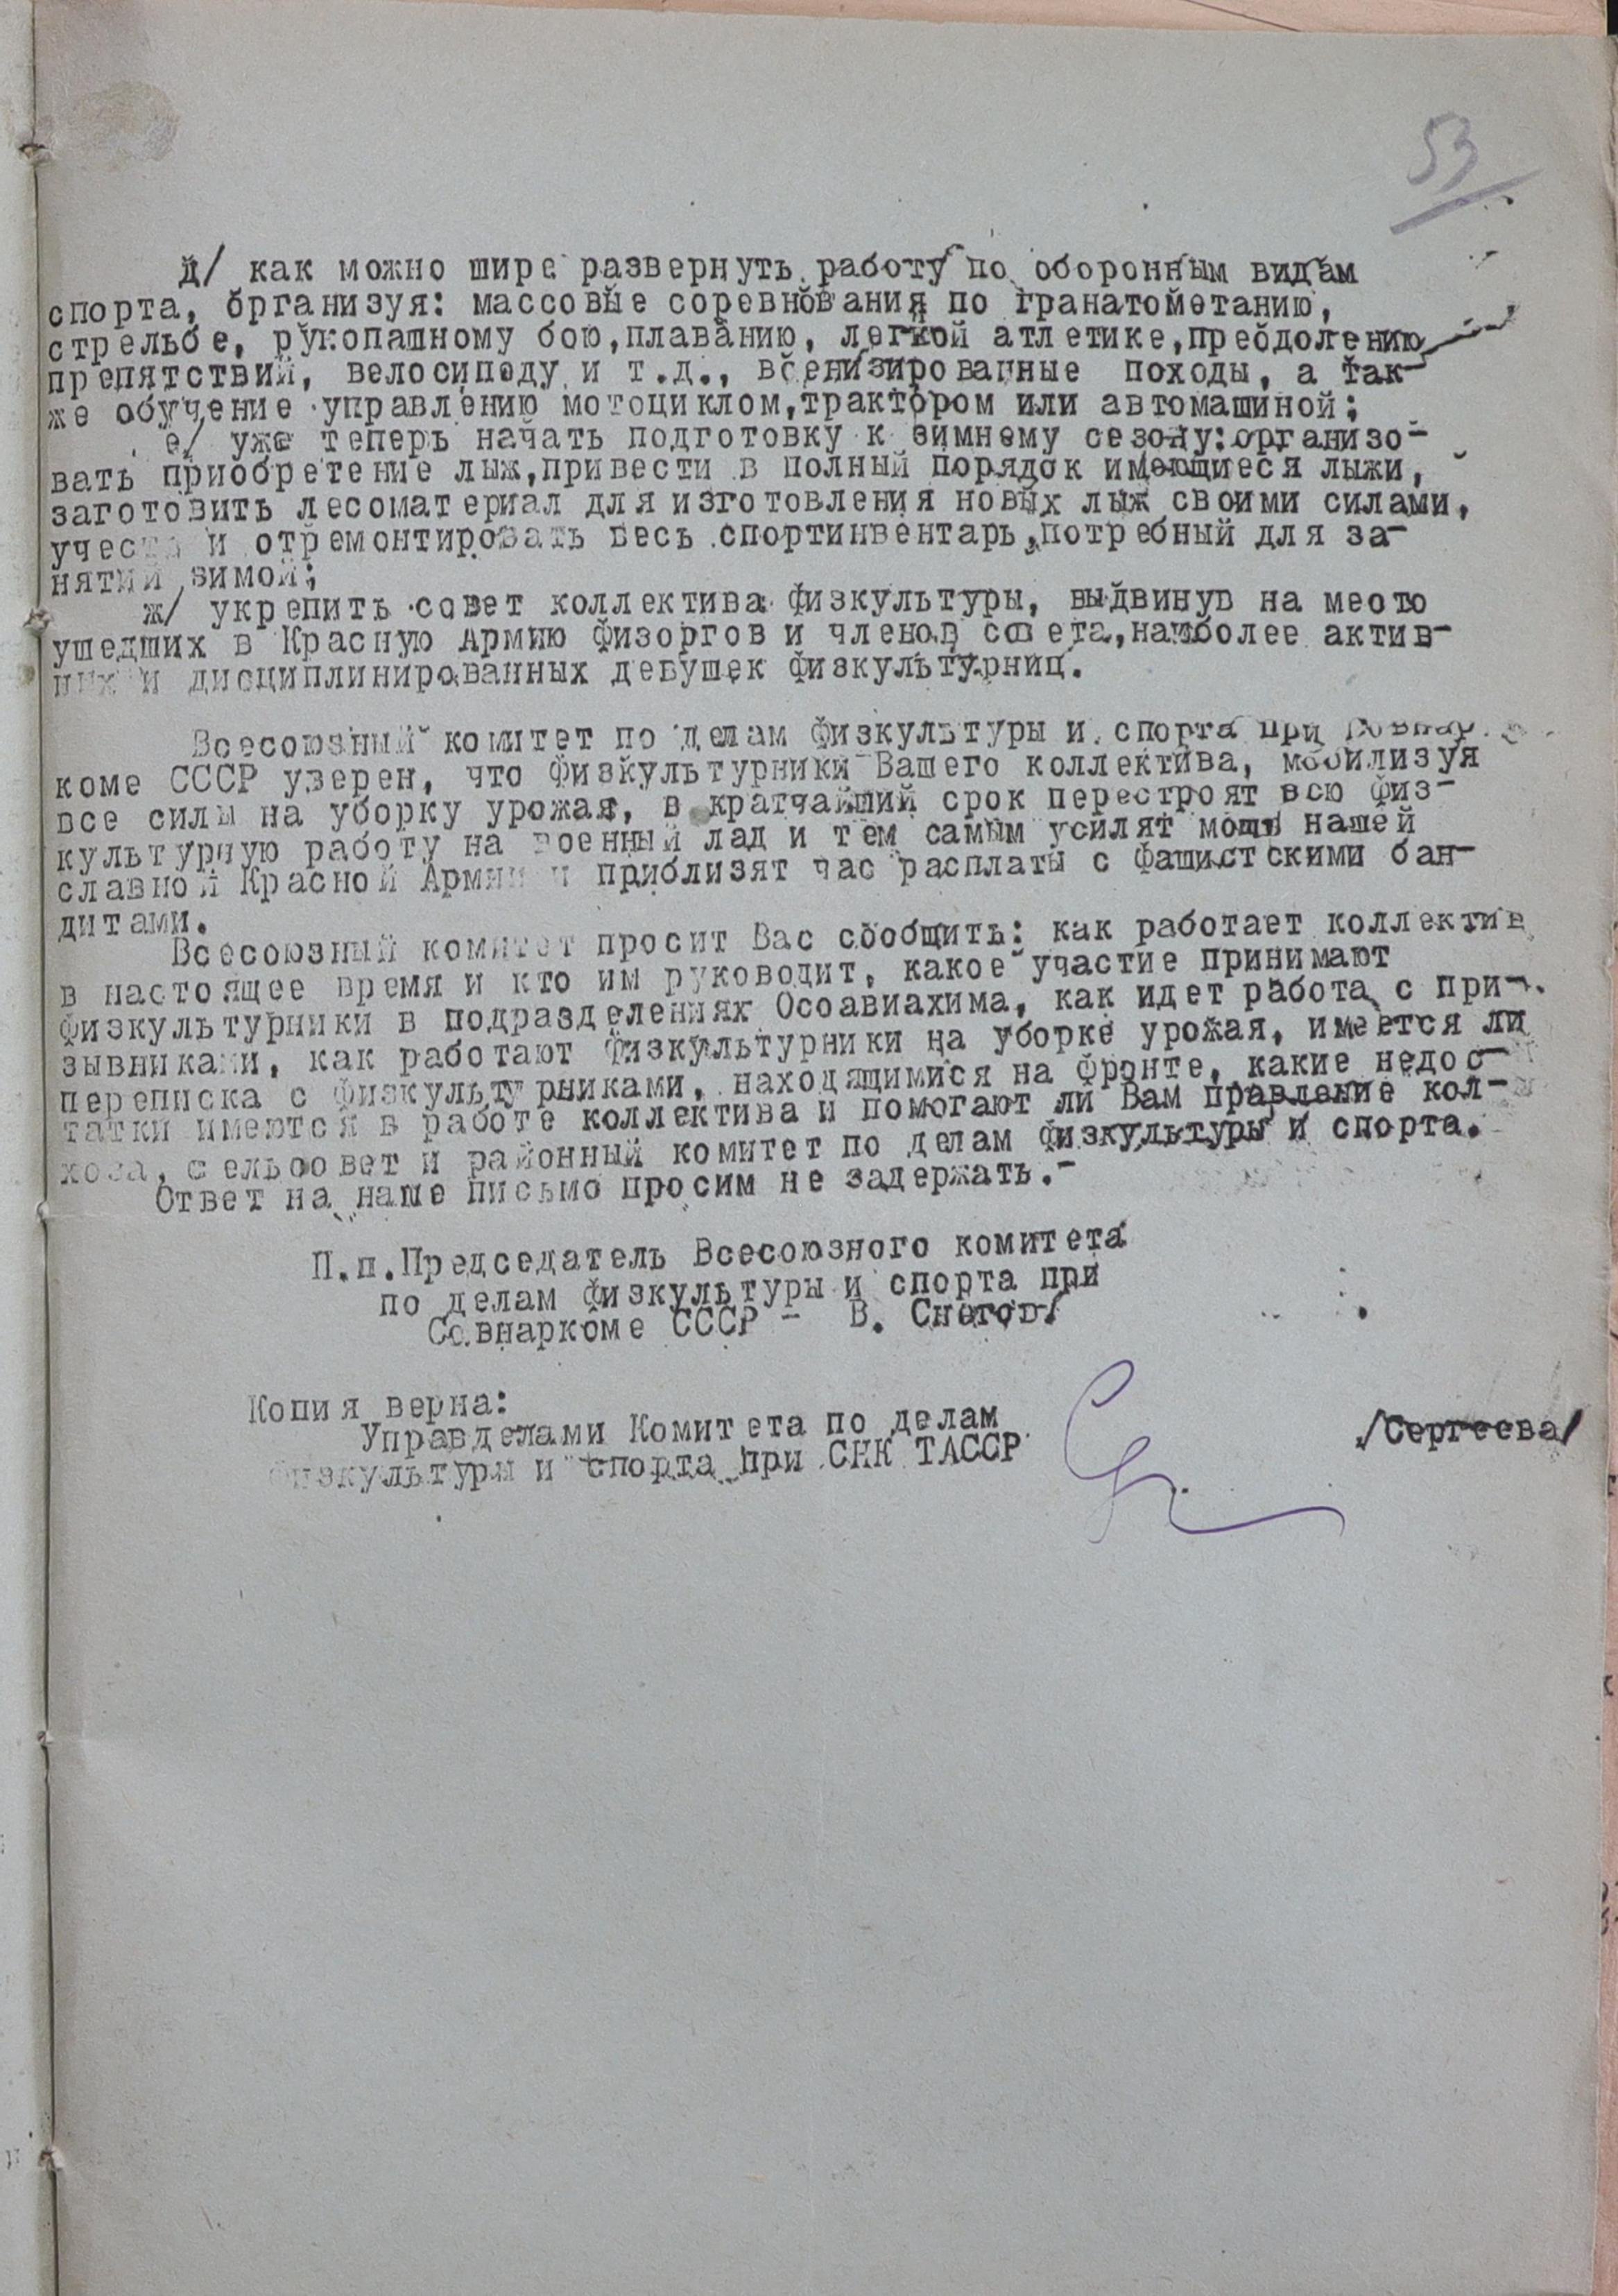 53
д/ как можно шире развернуть работу по оборонным видам
спорта, организуя: массовые соревнования по гранатометанию,
стрельбе, рукопашному бою,плаванию, легкой атлетике,преодолению
препятствий, велосипеду и т.д., военизированные походы, а так-
же обучение управлению мотоциклом,трактором или автомашиной;
е/ уже теперь начать подготовку к зимнему сезону:организо-
вать приобретение лыж,привести в полный порядок имеющиеся лыжи,
заготовить лесоматериал для изготовления новых лыж своими силами,
учесть и отремонтировать весь спортинвентарь,потребный для за-
нятий зимой;
ж/ укрепить совет коллектива физкультуры, выдвинув на место
ушедших в Красную Армию физоргов и членов совета,наиболее актив-
ных и дисциплинированных девушек физкультурниц.
Всесоюзный комитет по делам физкультуры и спорта при Совнар
коме СССР уверен, что физкультурники Вашего коллектива, мобилизуя
все силы на уборку урожая, в кратчайший срок перестроят всю физ-
культурную работу на военный лад и тем самым усилят мощь нашей
славной Красной Армии и приблизят час расплаты с фашистскими бан-
дитами.
Всесоюзный комитет просит Вас сообщить: как работает коллектив
в настоящее время и кто им руководит, какое участие принимают
физкультурники в подразделениях Осоавиахима, как идет работа с при-
зывниками, как работают физкультурники на уборке урожая, имеется ли
переписка с физкультурниками, находящимися на фронте, какие недос-
татки имеются в работе коллектива и помогают ли Вам правление кол-
хоза, сельсовет и районный комитет по делам физкультуры и спорта.
Ответ на наше письмо просим не задержать.-
П.п.Председатель Всесоюзного комитета
по делам физкультуры и спорта при
Совнаркоме СССР - В. Снегов/
Копия верна:
Управделами Комитета по делам
физкультуры и спорта при СНК ТАССР
/Сергеева/